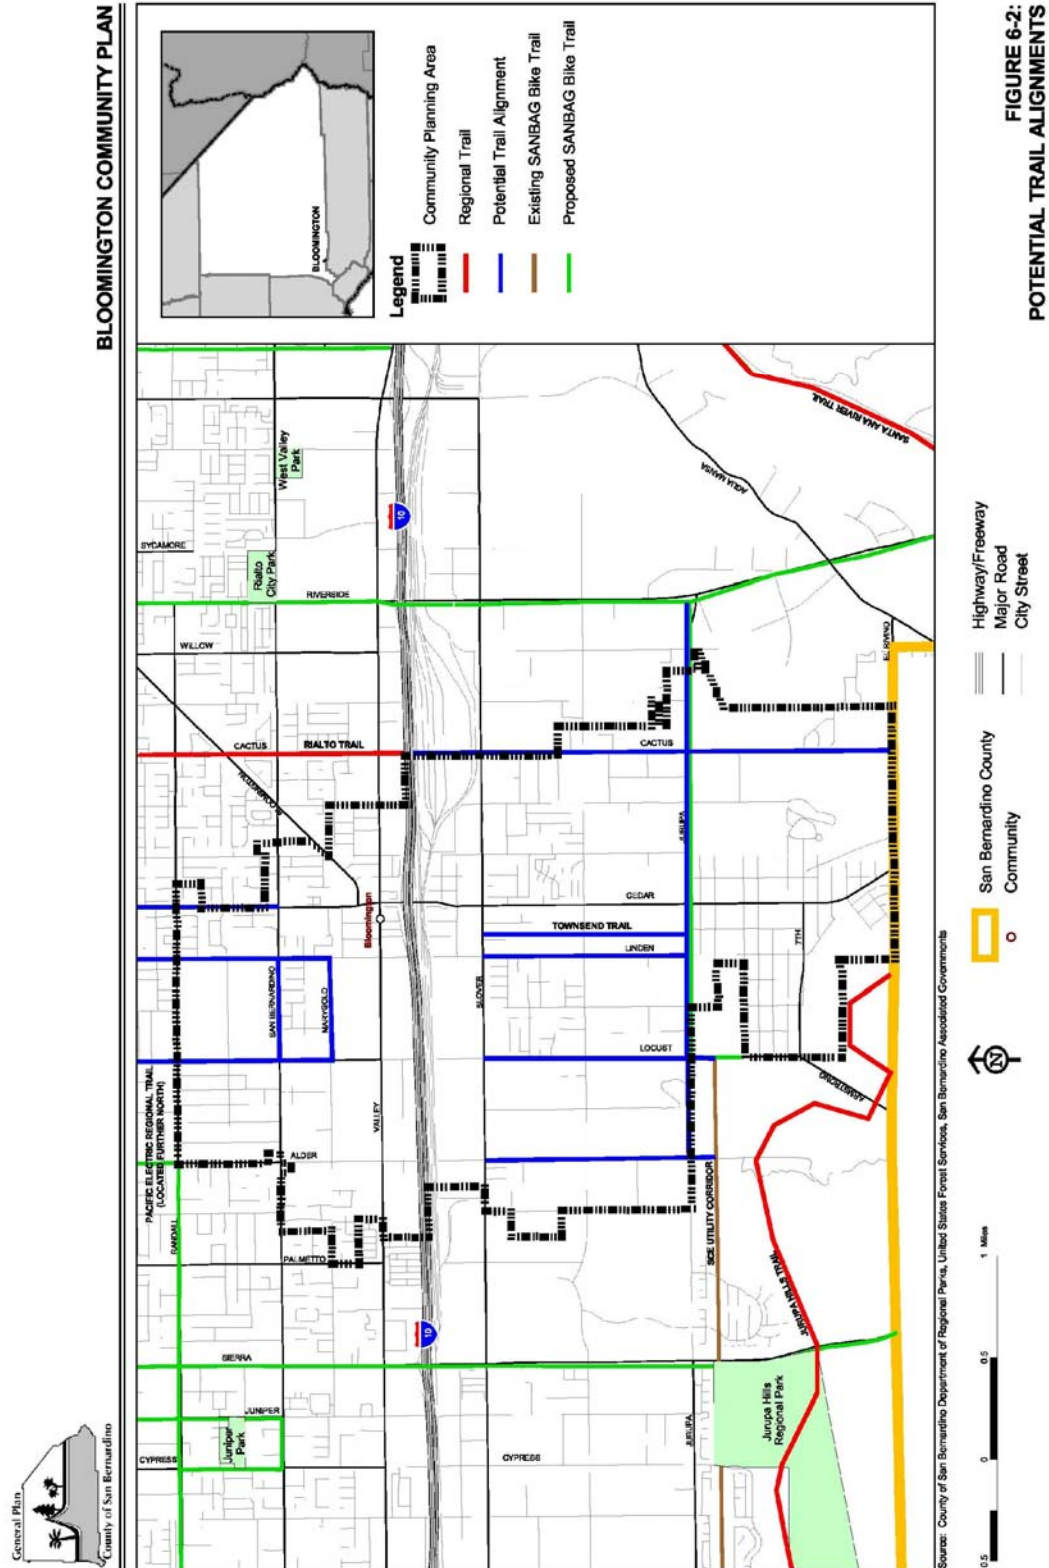 General Plan
County of San Bernardino
BLOOMINGTON COMMUNITY PLAN
BLOOMINGTON
Legend
Community Planning Area
Regional Trail
Potential Trail Alignment
Existing SANBAG Bike Trail
Proposed SANBAG Bike Trail
SYCAMORE
West Valley
Park
Rialto
City Park
RIVERSIDE
WILLOW
CACTUS
RIALTO TRAIL
BLOOMINGTON
SAN BERNARDINO
MARYGOLD
PACIFIC ELECTRIC REGIONAL TRAIL
(LOCATED FURTHER NORTH)
RANDALL
ALDER
PALMETTO
VALLEY
Bloomington
SIERRA
JUNIPER
Juniper
Park
CYPRESS
10
10
SLOVER
CEDAR
TOWNSEND TRAIL
LINDEN
LOCUST
CACTUS
JURUPA
7TH
ARMSTRONG
SCE UTILITY CORRIDOR
JURUPA HILLS TRAIL
Jurupa Hills
Regional Park
JURUPA
CYPRESS
AGUA MANSA
SANTA ANA RIVER TRAIL
EL RIVINO
Source: County of San Bernardino Department of Regional Parks, United States Forest Services, San Bernardino Associated Governments
0.5
0
0.5
1 Miles
N
San Bernardino County
Community
Highway/Freeway
Major Road
City Street
FIGURE 6-2:
POTENTIAL TRAIL ALIGNMENTS